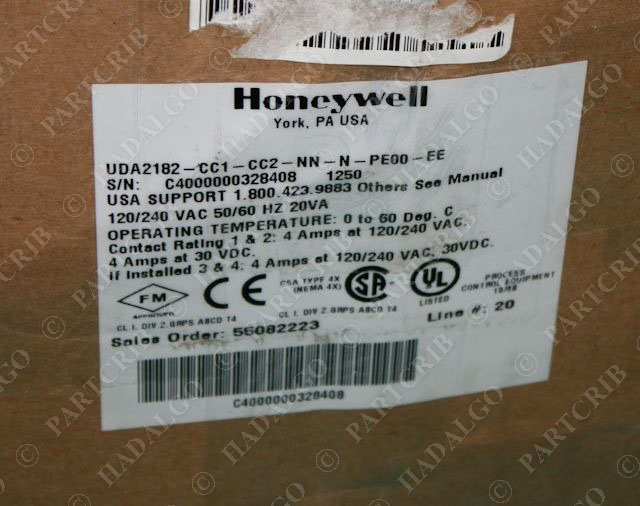 Honeywell
York, PA USA
UDA2182-CC1-CC2-NN-N-PE00-EE
S/N: C4000000328408 1250
USA SUPPORT 1.800.423.9883 Others See Manual
120/240 VAC 50/60 HZ 20VA
OPERATING TEMPERATURE: 0 to 60 Deg. C
Contact Rating 1 & 2: 4 Amps at 120/240 VAC.
4 Amps at 30 VDC.
If Installed 3 & 4: 4 Amps at 120/240 VAC, 30VDC.
FM
APPROVED
CL I, DIV 2,GRPS ABCD T4
CE
CSA TYPE 4X
(NEMA 4X)
SA
CL I, DIV 2,GRPS ABCD T4
UL
LISTED
PROCESS
CONTROL EQUIPMENT
Sales Order: 56082223
Line #: 20
C4000000328408
© HADALGO PARTCRIB